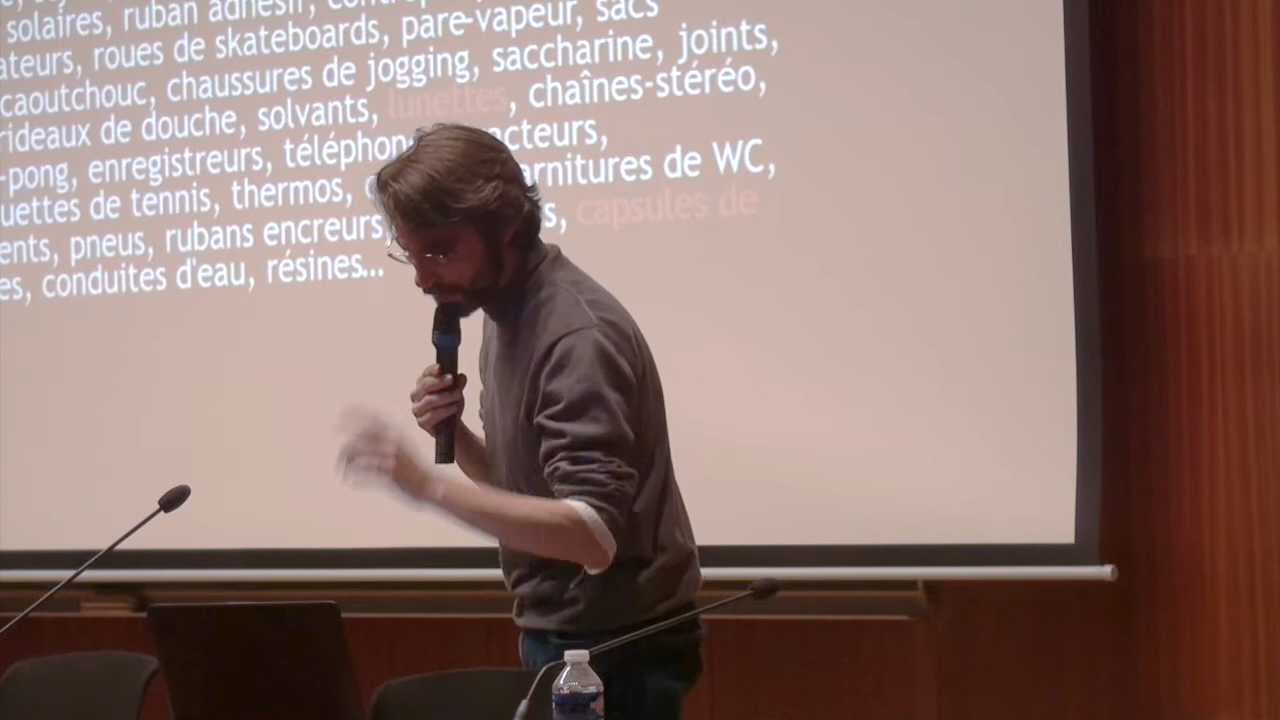 solaires, ruban adhésif,
ateurs, roues de skateboards, pare-vapeur, sacs
caoutchouc, chaussures de jogging, saccharine, joints,
rideaux de douche, solvants, lunettes, chaînes-stéréo,
-pong, enregistreurs, téléphon acteurs,
uettes de tennis, thermos, arnitures de WC,
ents, pneus, rubans encreurs, s, capsules de
es, conduites d'eau, résines...